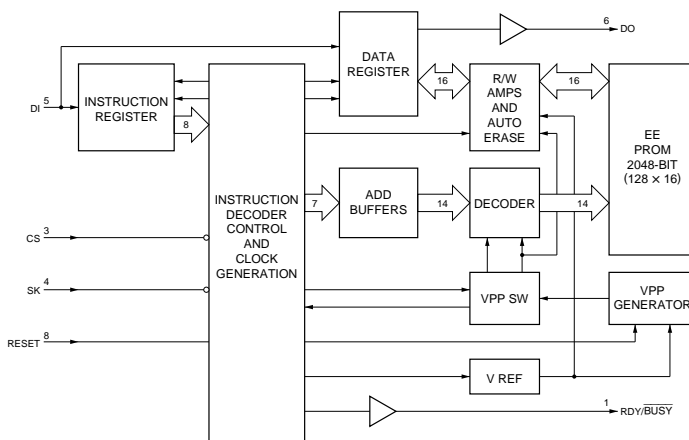 6
DO
DATA
REGISTER
5
DI
INSTRUCTION
REGISTER
8
16
R/W
AMPS
AND
AUTO
ERASE
16
EE
PROM
2048-BIT
(128 × 16)
INSTRUCTION
DECODER
CONTROL
AND
CLOCK
GENERATION
7
ADD
BUFFERS
14
DECODER
14
3
CS
4
SK
8
RESET
VPP SW
VPP
GENERATOR
V REF
1
RDY/BUSY